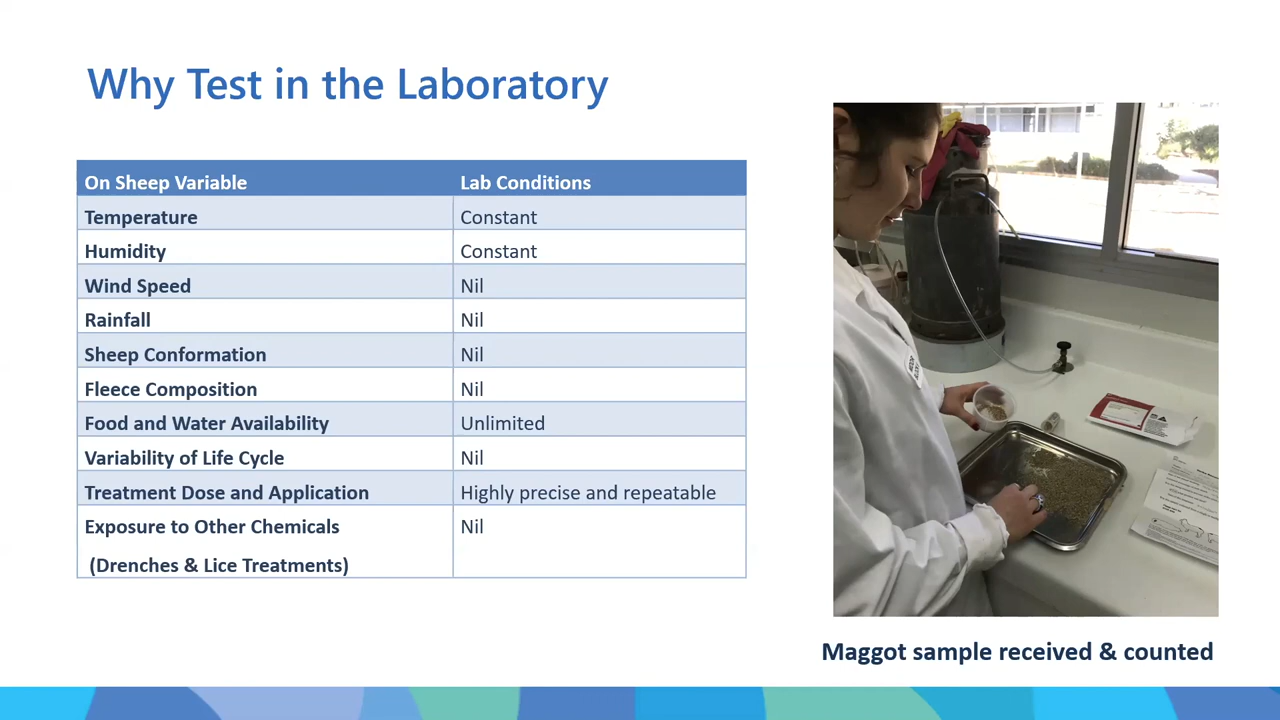 Why Test in the Laboratory
On Sheep Variable Lab Conditions
Temperature Constant
Humidity Constant
Wind Speed Nil
Rainfall Nil
Sheep Conformation Nil
Fleece Composition Nil
Food and Water Availability Unlimited
Variability of Life Cycle Nil
Treatment Dose and Application Highly precise and repeatable
Exposure to Other Chemicals Nil
(Drenches & Lice Treatments)
Maggot sample received & counted